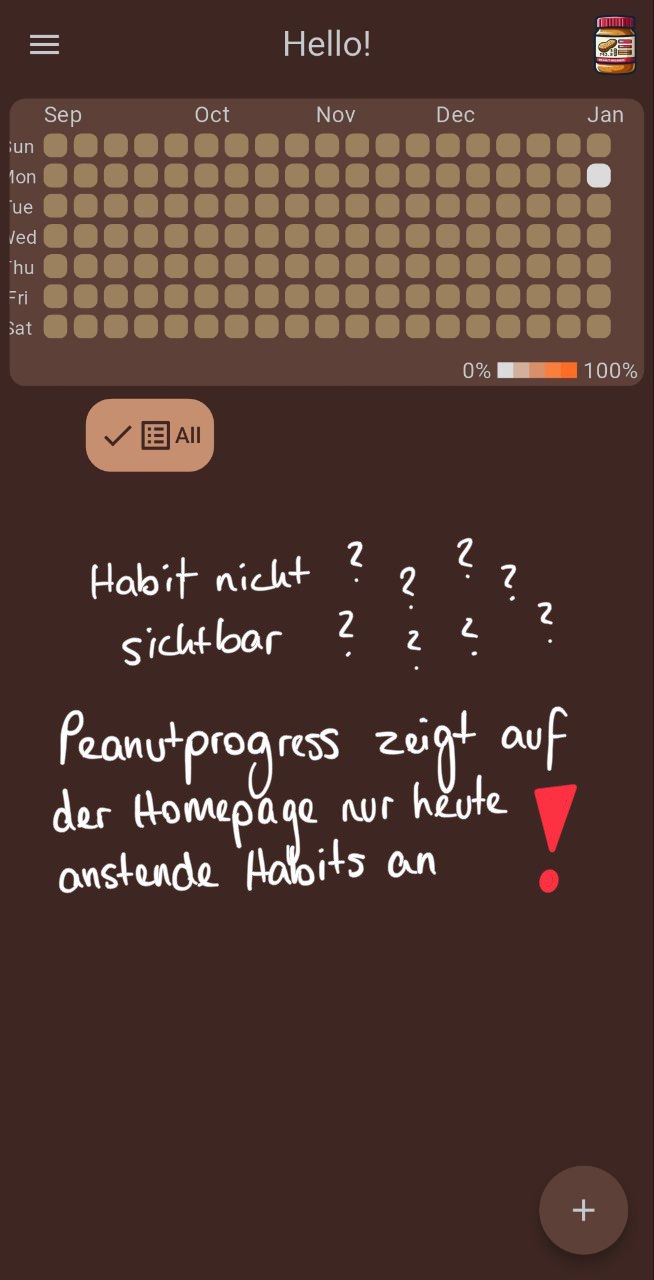 Hello!
Sep Oct Nov Dec Jan
Sun
Mon
Tue
Wed
Thu
Fri
Sat
0% 100%
All
Habit nicht ? ? ? ?
sichtbar ? ? ? ?
Peanutprogress zeigt auf
der Homepage nur heute !
anstende Habits an
+